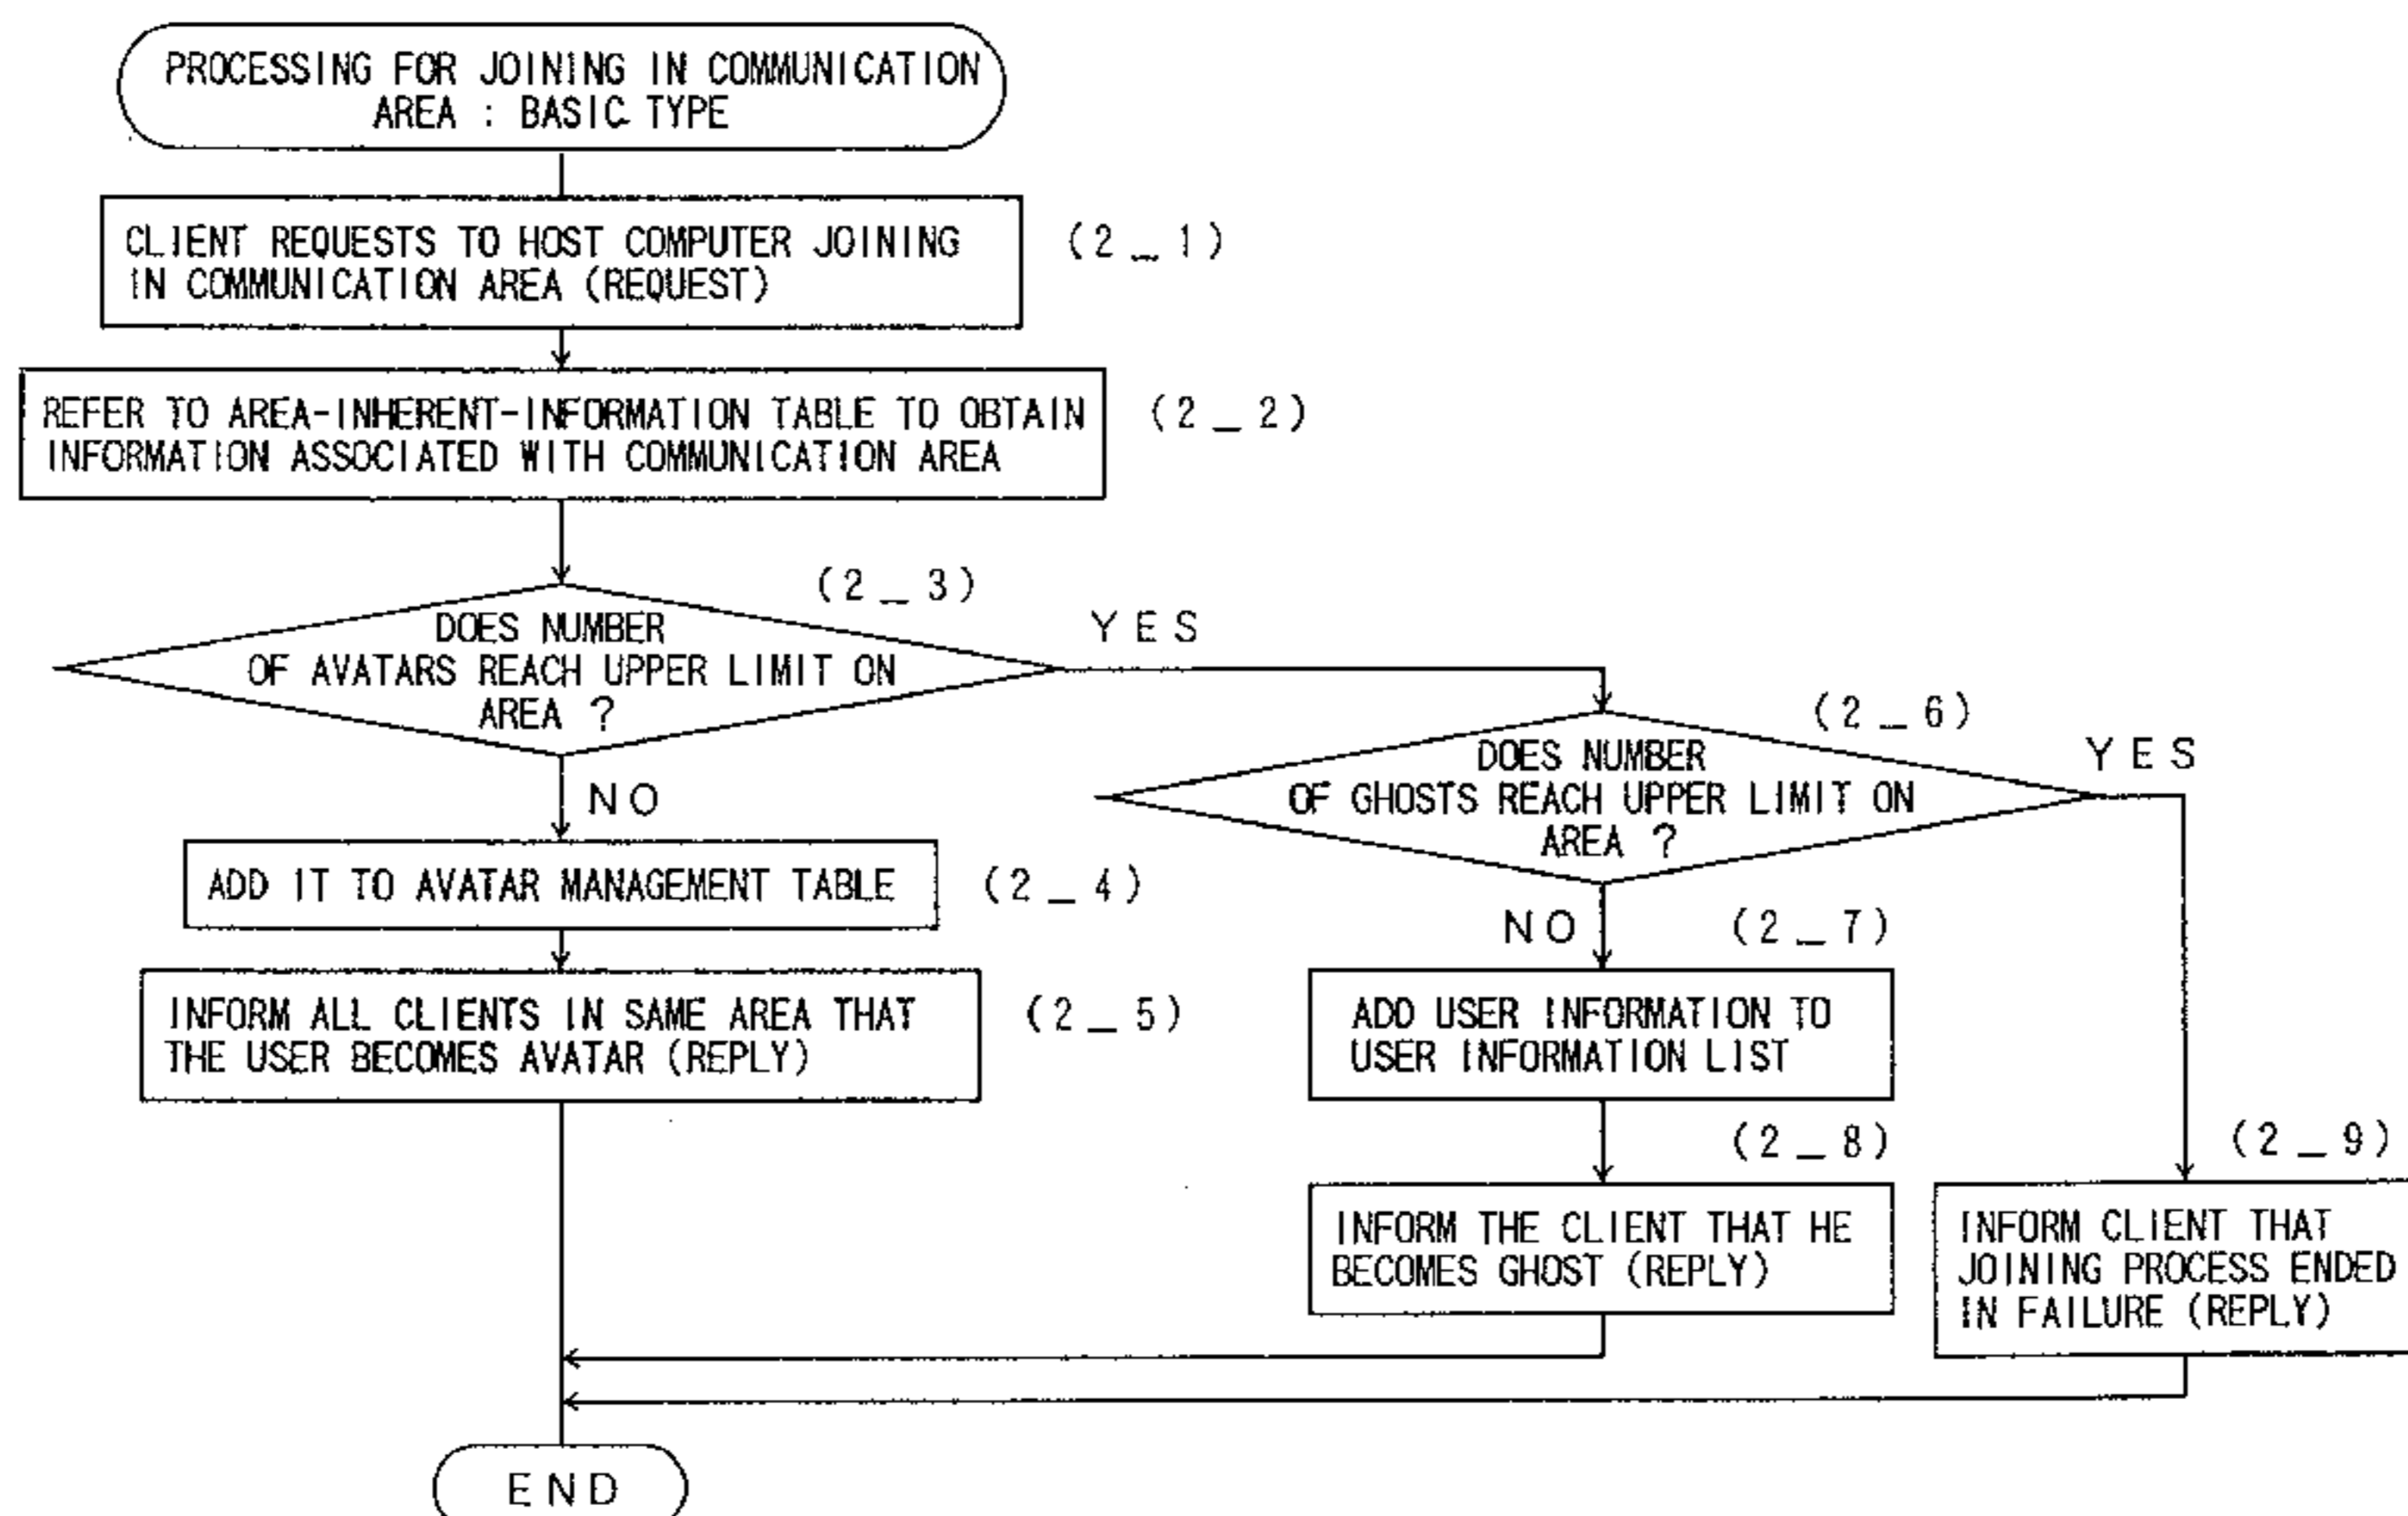 PROCESSING FOR JOINING IN COMMUNICATION
AREA : BASIC TYPE
CLIENT REQUESTS TO HOST COMPUTER JOINING
IN COMMUNICATION AREA (REQUEST)
(2_1)
REFER TO AREA-INHERENT-INFORMATION TABLE TO OBTAIN
INFORMATION ASSOCIATED WITH COMMUNICATION AREA
(2_2)
(2_3)
DOES NUMBER
OF AVATARS REACH UPPER LIMIT ON
AREA ?
YES
NO
ADD IT TO AVATAR MANAGEMENT TABLE
(2_4)
INFORM ALL CLIENTS IN SAME AREA THAT
THE USER BECOMES AVATAR (REPLY)
(2_5)
(2_6)
DOES NUMBER
OF GHOSTS REACH UPPER LIMIT ON
AREA ?
YES
NO
(2_7)
ADD USER INFORMATION TO
USER INFORMATION LIST
(2_8)
INFORM THE CLIENT THAT HE
BECOMES GHOST (REPLY)
(2_9)
INFORM CLIENT THAT
JOINING PROCESS ENDED
IN FAILURE (REPLY)
END